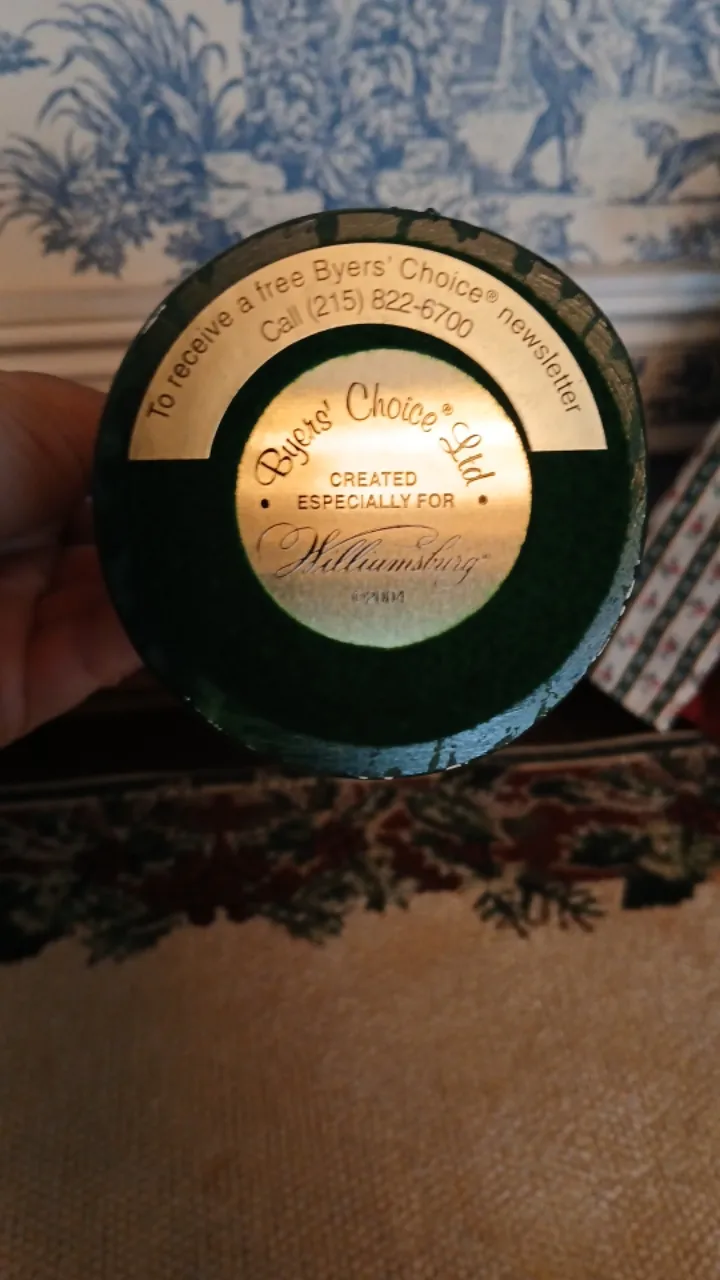 To receive a free Byers' Choice® newsletter
Call (215) 822-6700
Byers' Choice® Ltd
CREATED
• ESPECIALLY FOR •
Williamsburg